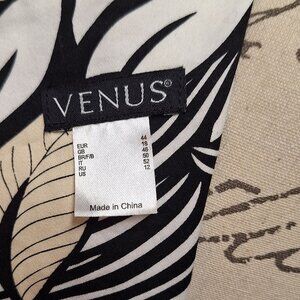 VENUS®
EUR 44
GB 18
BR/F/B 46
IT 50
RU 52
US 12
Made in China